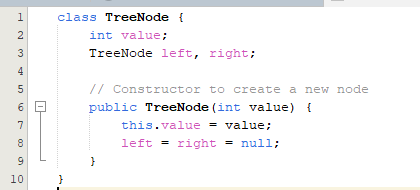 1 class TreeNode {
2     int value;
3     TreeNode left, right;
4
5     // Constructor to create a new node
6     public TreeNode(int value) {
7         this.value = value;
8         left = right = null;
9     }
10 }